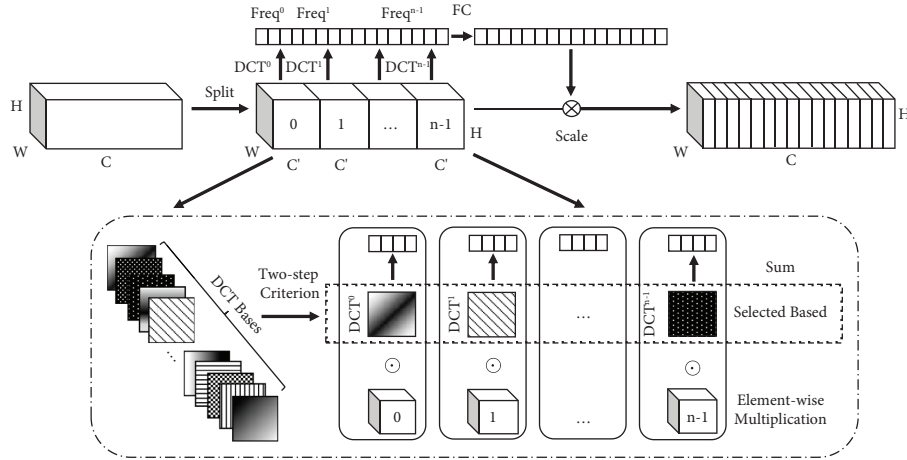 Freq⁰ Freq¹ Freqⁿ⁻¹ FC
DCT⁰ DCT¹ DCTⁿ⁻¹
H Split 0 1 ... n-1 H Scale H
W C W C' C' C' W C
DCT Bases
...
Two-step
Criterion
DCT⁰ DCT¹ ... DCTⁿ⁻¹
Sum
Selected Based
0 1 ... n-1
Element-wise
Multiplication